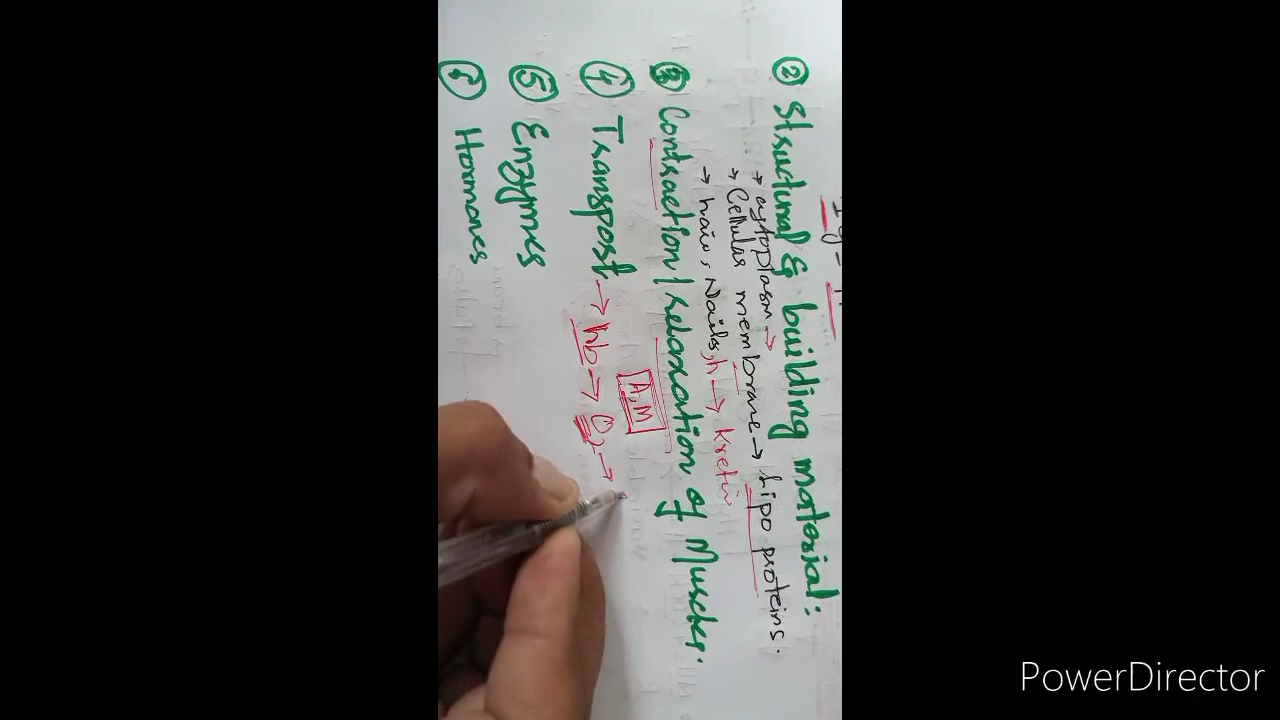 ② Structural & building material:
→ cytoplasm →
→ Cellular membrane → Lipo proteins.
→ hair, Nails, h → Kretin
③ Contraction / relaxation of Muscles.
A, M
④ Transport → hb → O₂ →
⑤ Enzymes
Hormones
PowerDirector